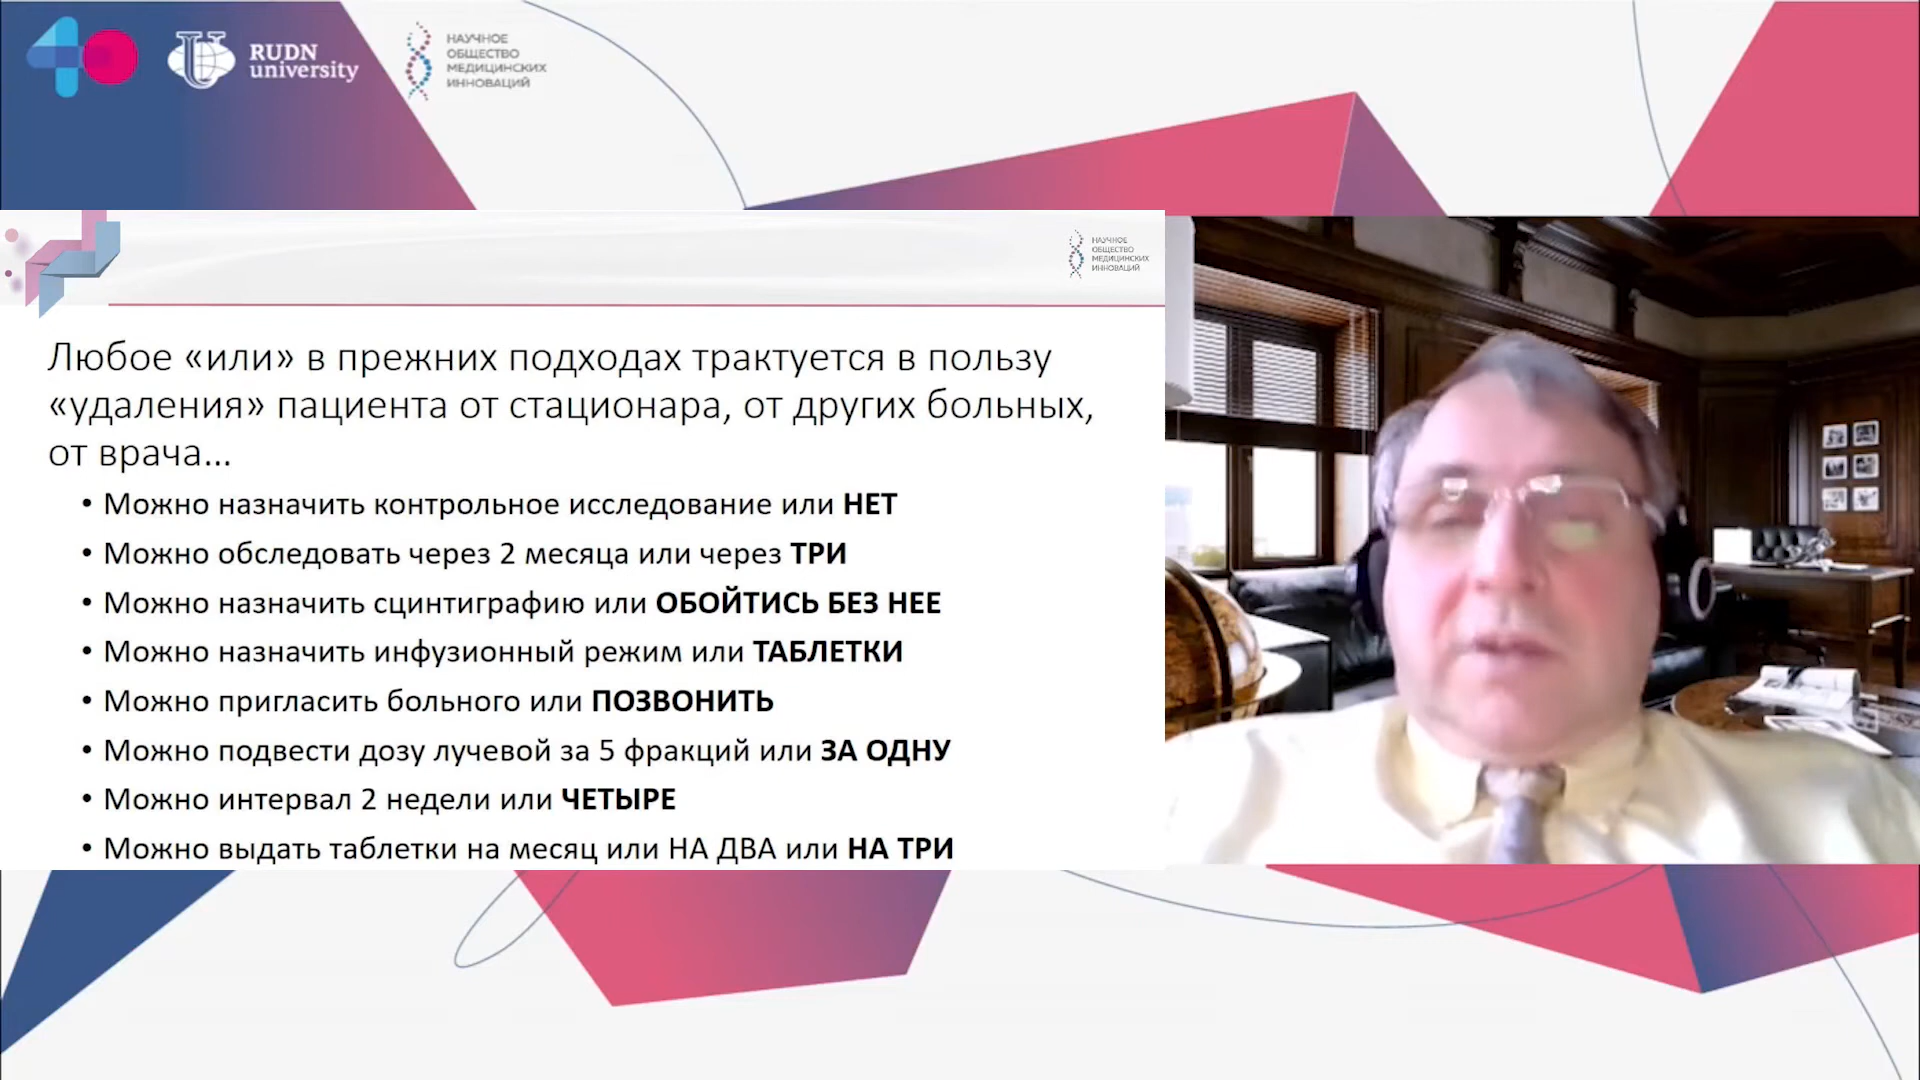 RUDN
university
НАУЧНОЕ
ОБЩЕСТВО
МЕДИЦИНСКИХ
ИННОВАЦИЙ
НАУЧНОЕ
ОБЩЕСТВО
МЕДИЦИНСКИХ
ИННОВАЦИЙ
Любое «или» в прежних подходах трактуется в пользу
«удаления» пациента от стационара, от других больных,
от врача...
• Можно назначить контрольное исследование или НЕТ
• Можно обследовать через 2 месяца или через ТРИ
• Можно назначить сцинтиграфию или ОБОЙТИСЬ БЕЗ НЕЕ
• Можно назначить инфузионный режим или ТАБЛЕТКИ
• Можно пригласить больного или ПОЗВОНИТЬ
• Можно подвести дозу лучевой за 5 фракций или ЗА ОДНУ
• Можно интервал 2 недели или ЧЕТЫРЕ
• Можно выдать таблетки на месяц или НА ДВА или НА ТРИ